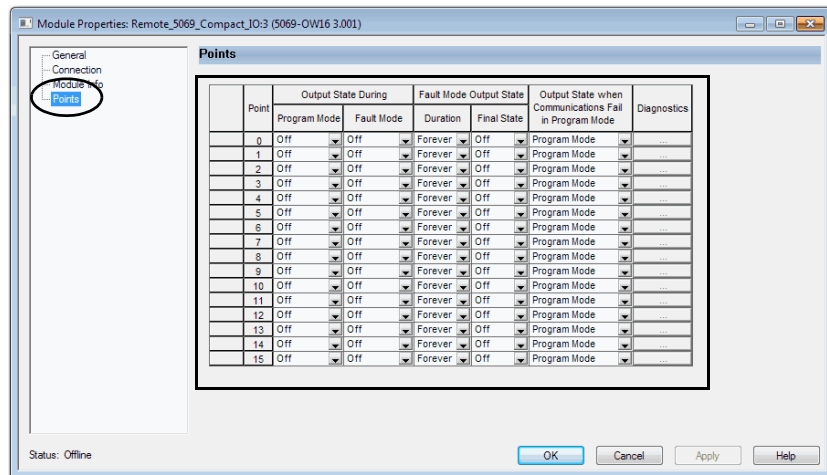 Module Properties: Remote_5069_Compact_IO:3 (5069-OW16 3.001)
General
Connection
Module Info
Points
Points
Point
Output State During
Fault Mode Output State
Output State when Communications Fail in Program Mode
Diagnostics
Program Mode
Fault Mode
Duration
Final State
0 Off Off Forever Off Program Mode ...
1 Off Off Forever Off Program Mode ...
2 Off Off Forever Off Program Mode ...
3 Off Off Forever Off Program Mode ...
4 Off Off Forever Off Program Mode ...
5 Off Off Forever Off Program Mode ...
6 Off Off Forever Off Program Mode ...
7 Off Off Forever Off Program Mode ...
8 Off Off Forever Off Program Mode ...
9 Off Off Forever Off Program Mode ...
10 Off Off Forever Off Program Mode ...
11 Off Off Forever Off Program Mode ...
12 Off Off Forever Off Program Mode ...
13 Off Off Forever Off Program Mode ...
14 Off Off Forever Off Program Mode ...
15 Off Off Forever Off Program Mode ...
Status: Offline
OK
Cancel
Apply
Help